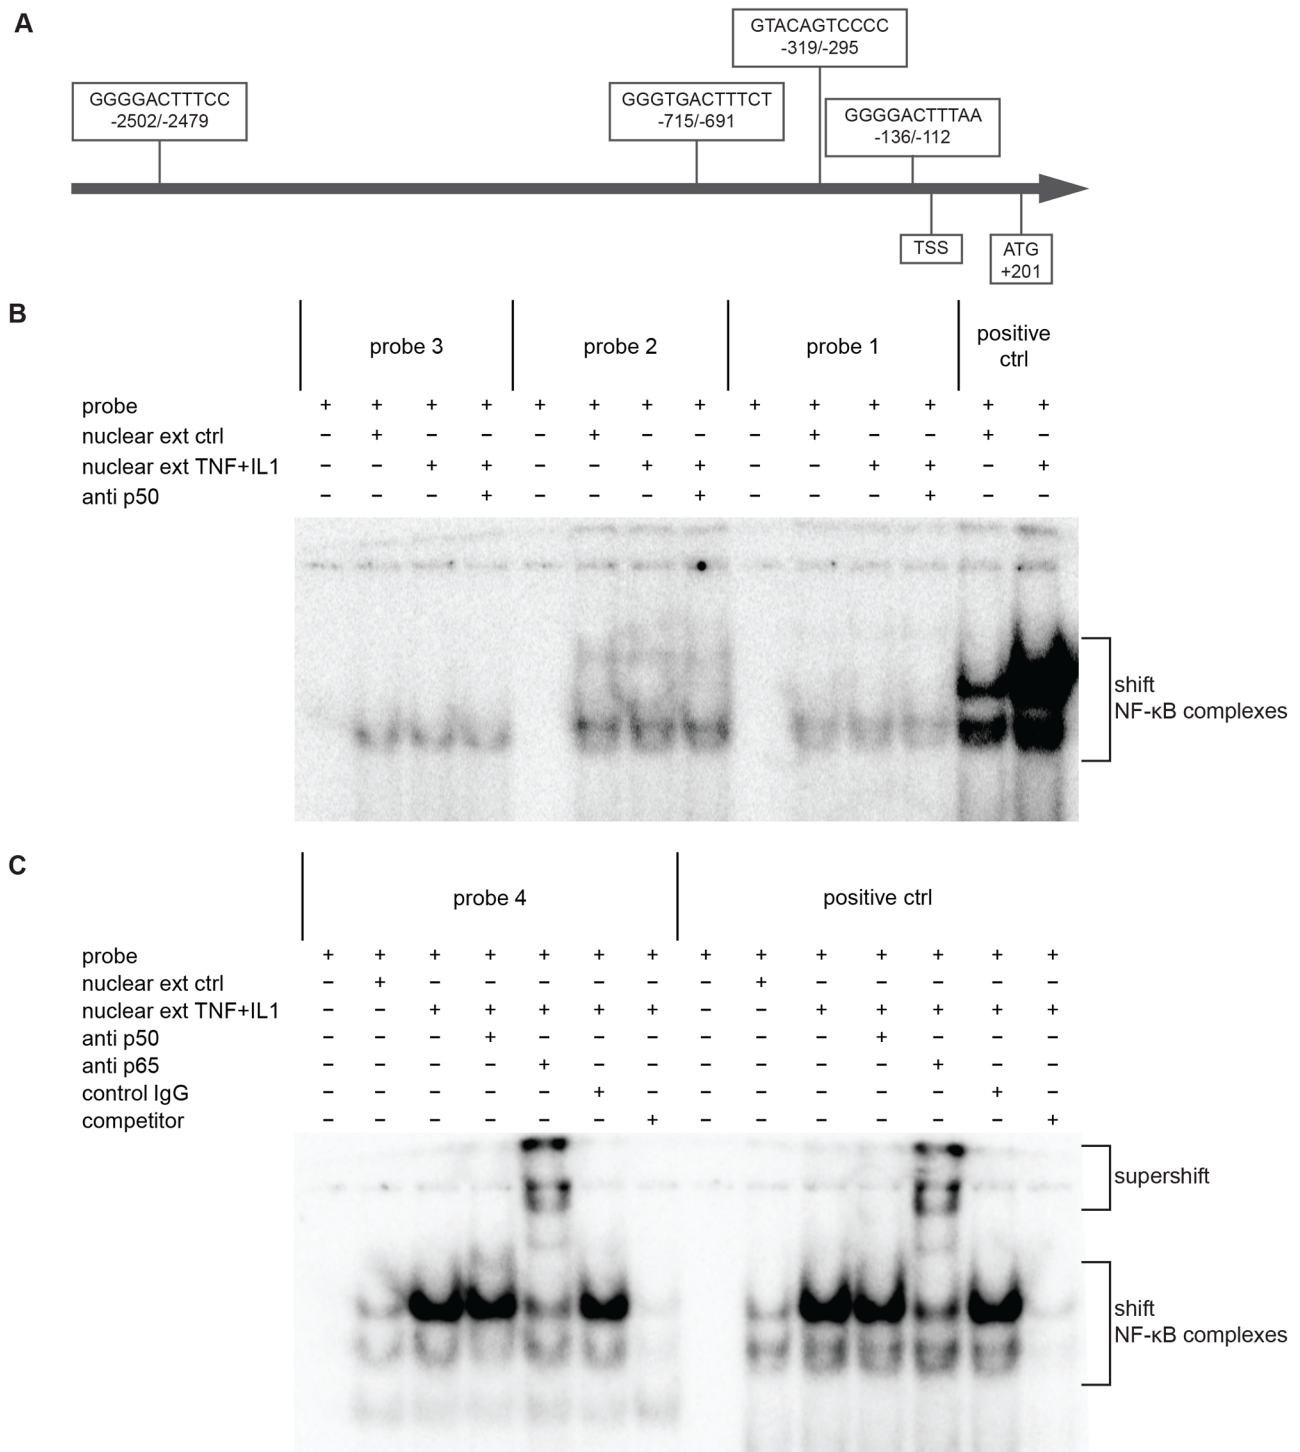 A
GTACAGTCCCC
-319/-295
GGGGACTTTCC
-2502/-2479
GGGTGACTTTCT
-715/-691
GGGGACTTTAA
-136/-112
TSS
ATG
+201
B
probe 3
probe 2
probe 1
positive
ctrl
probe + + + + + + + + + + + + + +
nuclear ext ctrl − + − − − + − − − + − − + −
nuclear ext TNF+IL1 − − + + − − + + − − + + − +
anti p50 − − − + − − − + − − − + − −
shift
NF-κB complexes
C
probe 4
positive ctrl
probe + + + + + + + + + + + + + +
nuclear ext ctrl − + − − − − − − + − − − − −
nuclear ext TNF+IL1 − − + + + + + − − + + + + +
anti p50 − − − + − − − − − − + − − −
anti p65 − − − − + − − − − − − + − −
control IgG − − − − − + − − − − − − + −
competitor − − − − − − + − − − − − − +
supershift
shift
NF-κB complexes